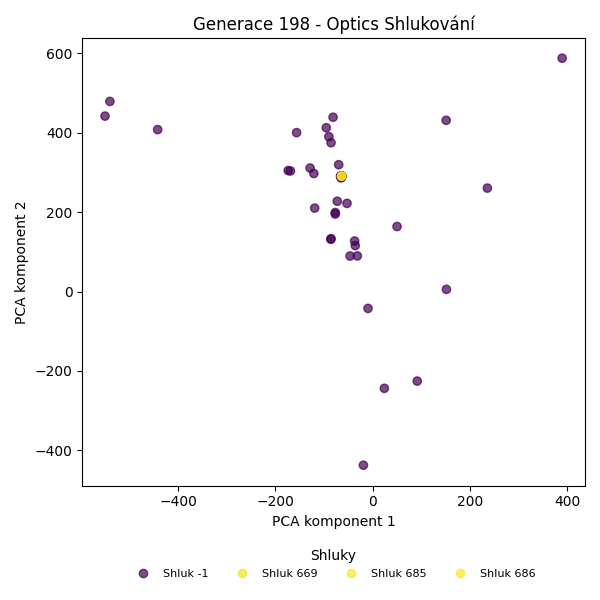 Generace 198 - Optics Shlukování
600
400
200
0
−200
−400
PCA komponent 2
−400
−200
0
200
400
PCA komponent 1
Shluky
Shluk -1
Shluk 669
Shluk 685
Shluk 686